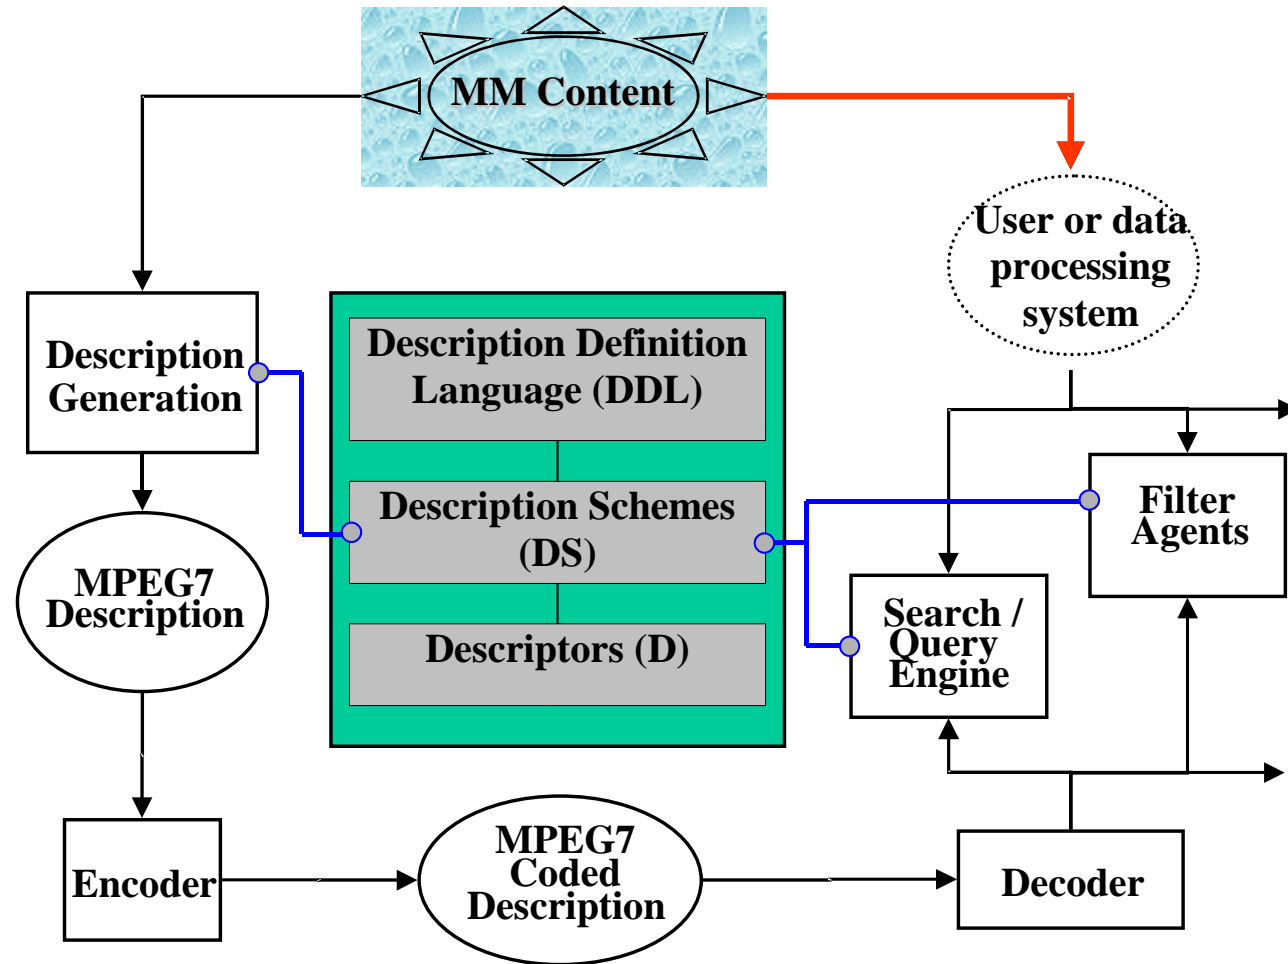 MM Content
User or data
processing
system
Description
Generation
Description Definition
Language (DDL)
Description Schemes
(DS)
Descriptors (D)
Filter
Agents
Search /
Query
Engine
MPEG7
Description
Encoder
MPEG7
Coded
Description
Decoder